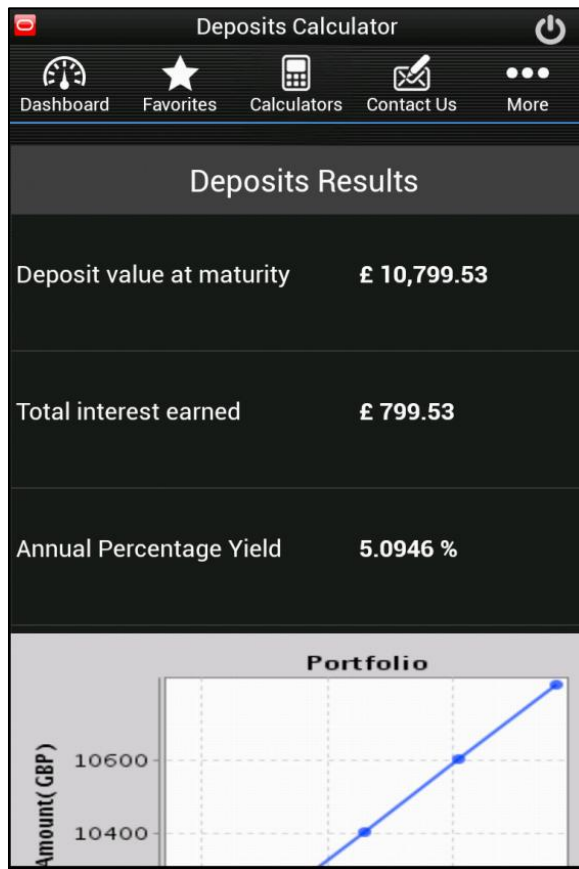 Deposits Calculator
Dashboard Favorites Calculators Contact Us More
Deposits Results
Deposit value at maturity £ 10,799.53
Total interest earned £ 799.53
Annual Percentage Yield 5.0946 %
Portfolio
Amount( GBP)
10600
10400